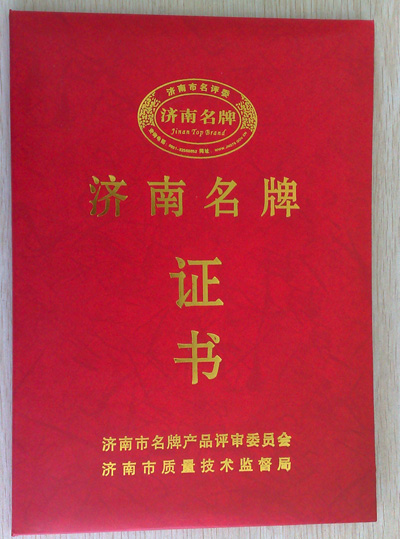 济南市名评委
济南名牌
Jinan Top Brand
济南名牌
证
书
济南市名牌产品评审委员会
济南市质量技术监督局